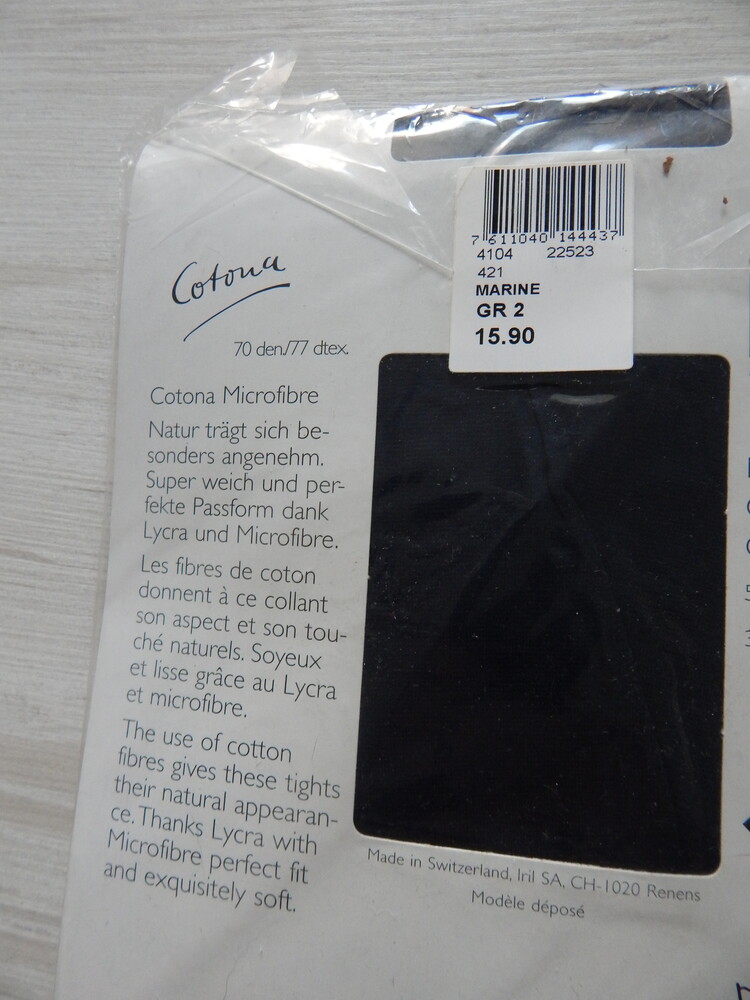 7 611040 144437
4104 22523
421
MARINE
GR 2
15.90
Cotona
70 den./77 dtex.
Cotona Microfibre
Natur trägt sich be-
sonders angenehm.
Super weich und per-
fekte Passform dank
Lycra und Microfibre.
Les fibres de coton
donnent à ce collant
son aspect et son tou-
ché naturels. Soyeux
et lisse grâce au Lycra
et microfibre.
The use of cotton
fibres gives these tights
their natural appearan-
ce. Thanks Lycra with
Microfibre perfect fit
and exquisitely soft.
Made in Switzerland, Iril SA, CH-1020 Renens
Modèle déposé